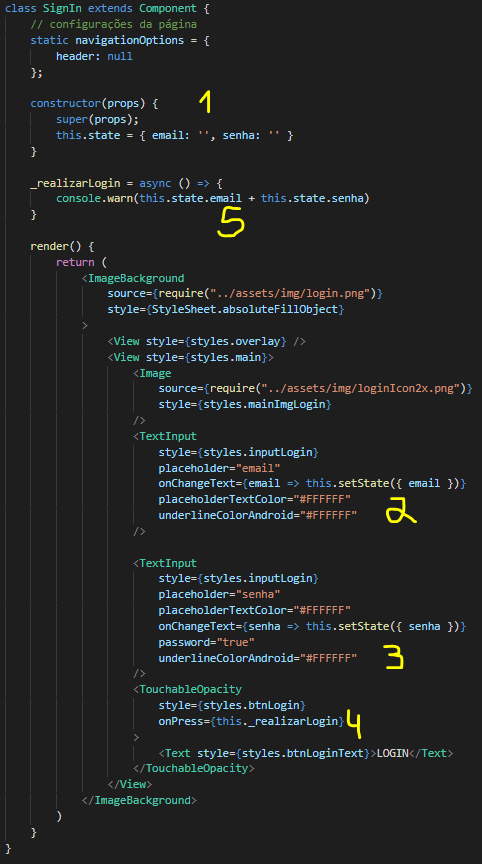 class SignIn extends Component {
// configurações da página
static navigationOptions = {
header: null
};
constructor(props) { 1
super(props);
this.state = { email: '', senha: '' }
}
_realizarLogin = async () => {
console.warn(this.state.email + this.state.senha)
} 5
render() {
return (
<ImageBackground
source={require("../assets/img/login.png")}
style={StyleSheet.absoluteFillObject}
>
<View style={styles.overlay} />
<View style={styles.main}>
<Image
source={require("../assets/img/loginIcon2x.png")}
style={styles.mainImgLogin}
/>
<TextInput
style={styles.inputLogin}
placeholder="email"
onChangeText={email => this.setState({ email })}
placeholderTextColor="#FFFFFF" 2
underlineColorAndroid="#FFFFFF"
/>
<TextInput
style={styles.inputLogin}
placeholder="senha"
placeholderTextColor="#FFFFFF"
onChangeText={senha => this.setState({ senha })}
password="true"
underlineColorAndroid="#FFFFFF" 3
/>
<TouchableOpacity
style={styles.btnLogin}
onPress={this._realizarLogin} 4
>
<Text style={styles.btnLoginText}>LOGIN</Text>
</TouchableOpacity>
</View>
</ImageBackground>
)
}
}